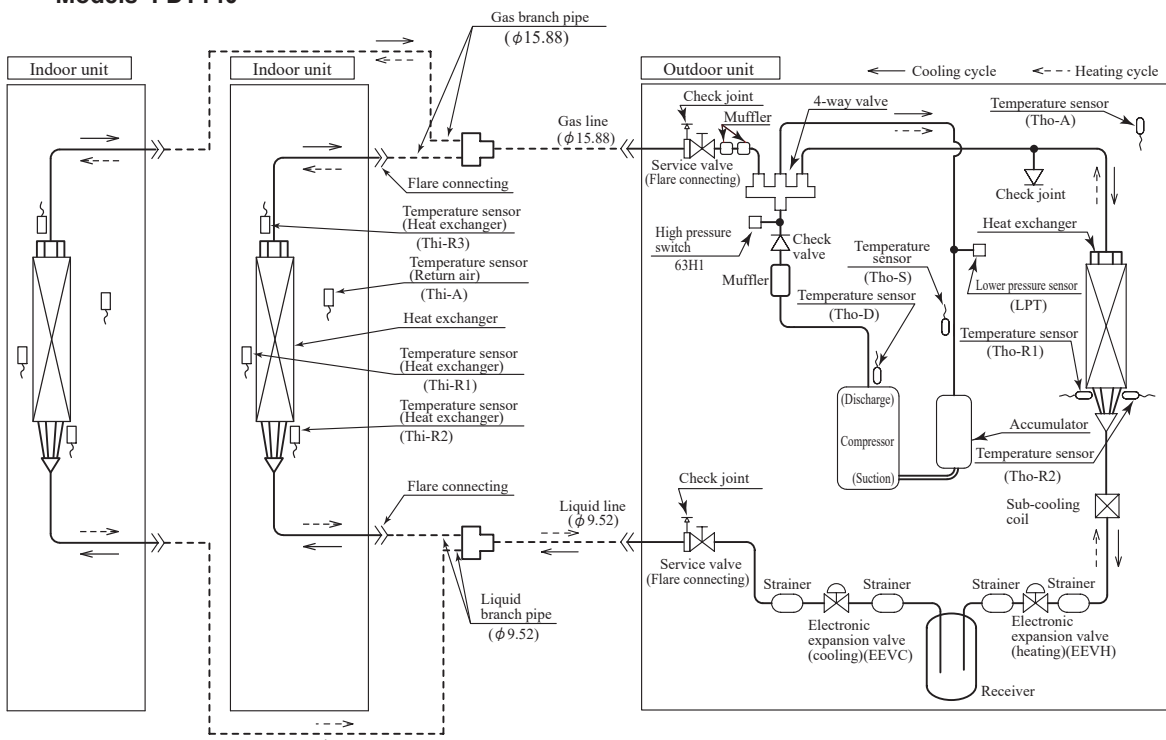 Gas branch pipe
(ϕ15.88)
Indoor unit
Indoor unit
Outdoor unit
Cooling cycle
Heating cycle
Check joint
Muffler
4-way valve
Temperature sensor
(Tho-A)
Gas line
(ϕ15.88)
Service valve
(Flare connecting)
Check joint
Flare connecting
Temperature sensor
(Heat exchanger)
(Thi-R3)
Temperature sensor
(Return air)
(Thi-A)
Heat exchanger
Temperature sensor
(Heat exchanger)
(Thi-R1)
Temperature sensor
(Heat exchanger)
(Thi-R2)
High pressure
switch
63H1
Check
valve
Muffler
Temperature
sensor
(Tho-S)
Temperature sensor
(Tho-D)
Heat exchanger
Lower pressure sensor
(LPT)
Temperature sensor
(Tho-R1)
(Discharge)
Compressor
(Suction)
Accumulator
Temperature sensor
(Tho-R2)
Flare connecting
Liquid line
(ϕ9.52)
Check joint
Sub-cooling
coil
Service valve
(Flare connecting)
Liquid
branch pipe
(ϕ9.52)
Strainer
Strainer
Strainer
Strainer
Electronic
expansion valve
(cooling)(EEVC)
Electronic
expansion valve
(heating)(EEVH)
Receiver